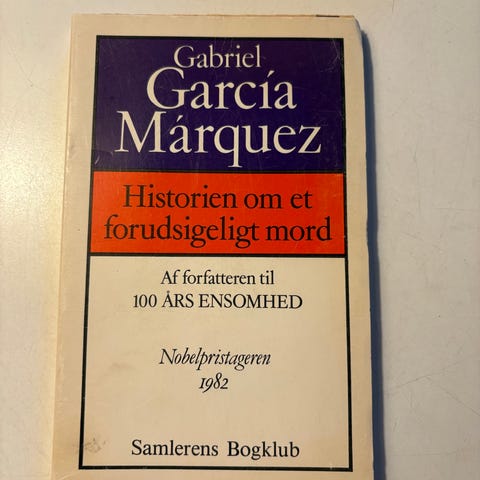 Gabriel
García
Márquez
Historien om et
forudsigeligt mord
Af forfatteren til
100 ÅRS ENSOMHED
Nobelpristageren
1982
Samlerens Bogklub